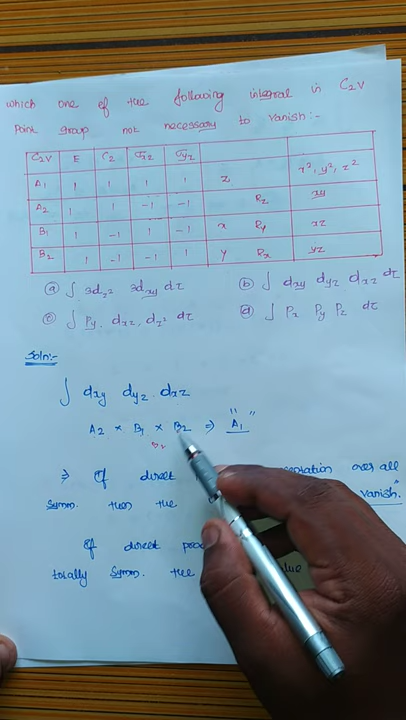 which one of the following integral in C2V
Point group not necessary to vanish:-
C2V E C2 σxz σyz
A1 1 1 1 1 z x², y², z²
A2 1 1 -1 -1 Rz xy
B1 1 -1 1 -1 x Ry xz
B2 1 -1 -1 1 y Rx yz
ⓐ ∫ 3dz² 3dxy dτ ⓑ ∫ dxy dyz dxz dτ
ⓒ ∫ Py. dxz, dz² dτ ⓓ ∫ Px Py Pz dτ
Soln:-
∫ dxy dyz. dxz
A2 × B1 × B2 ⇒ "A1"
⇒ If direct over all
Symm. then the vanish."
If direct
totally Symm. the